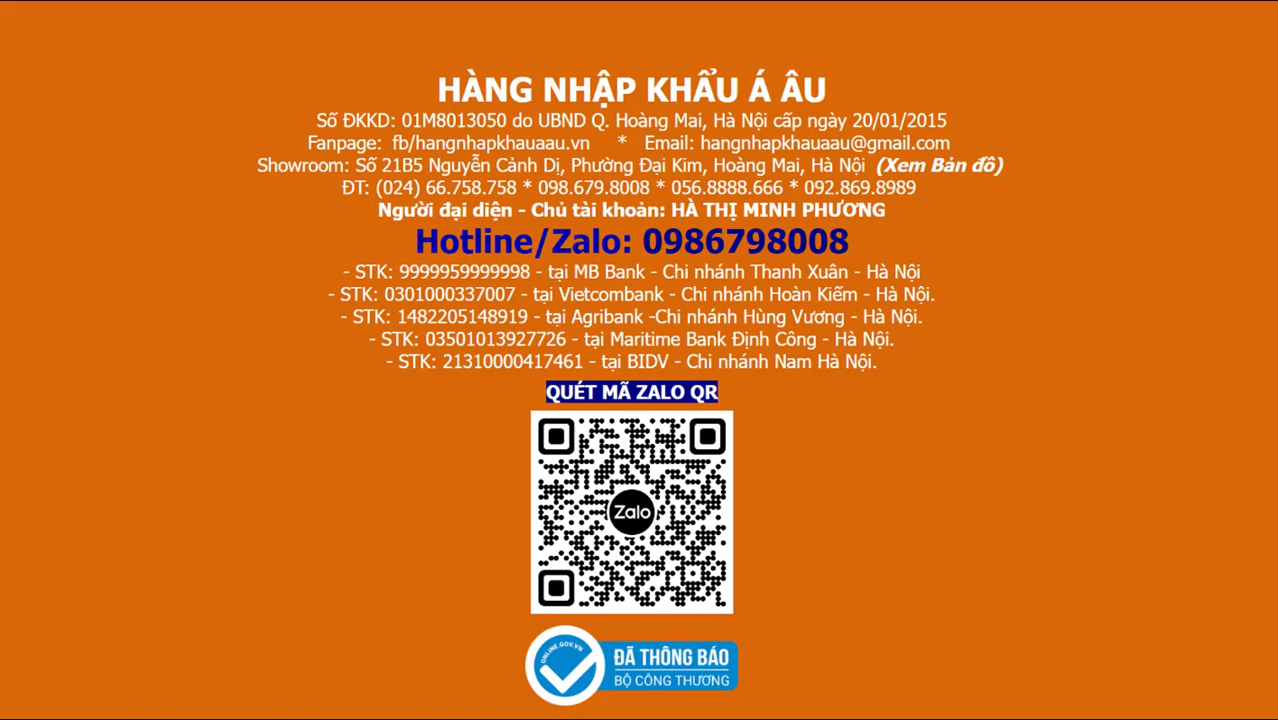 HÀNG NHẬP KHẨU Á ÂU
Số ĐKKD: 01M8013050 do UBND Q. Hoàng Mai, Hà Nội cấp ngày 20/01/2015
Fanpage: fb/hangnhapkhauaau.vn * Email: hangnhapkhauaau@gmail.com
Showroom: Số 21B5 Nguyễn Cảnh Dị, Phường Đại Kim, Hoàng Mai, Hà Nội (Xem Bản đồ)
ĐT: (024) 66.758.758 * 098.679.8008 * 056.8888.666 * 092.869.8989
Người đại diện - Chủ tài khoản: HÀ THỊ MINH PHƯƠNG
Hotline/Zalo: 0986798008
- STK: 9999959999998 - tại MB Bank - Chi nhánh Thanh Xuân - Hà Nội
- STK: 0301000337007 - tại Vietcombank - Chi nhánh Hoàn Kiếm - Hà Nội.
- STK: 1482205148919 - tại Agribank -Chi nhánh Hùng Vương - Hà Nội.
- STK: 03501013927726 - tại Maritime Bank Định Công - Hà Nội.
- STK: 21310000417461 - tại BIDV - Chi nhánh Nam Hà Nội.
QUÉT MÃ ZALO QR
Zalo
ONLINE.GOV.VN
ĐÃ THÔNG BÁO
BỘ CÔNG THƯƠNG